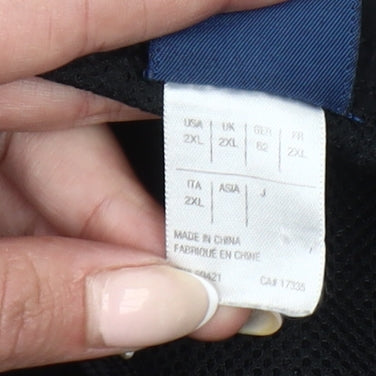 USA UK GER FR
2XL 2XL 62 2XL
ITA ASIA J
2XL
MADE IN CHINA
FABRIQUÉ EN CHINE
CA# 17335